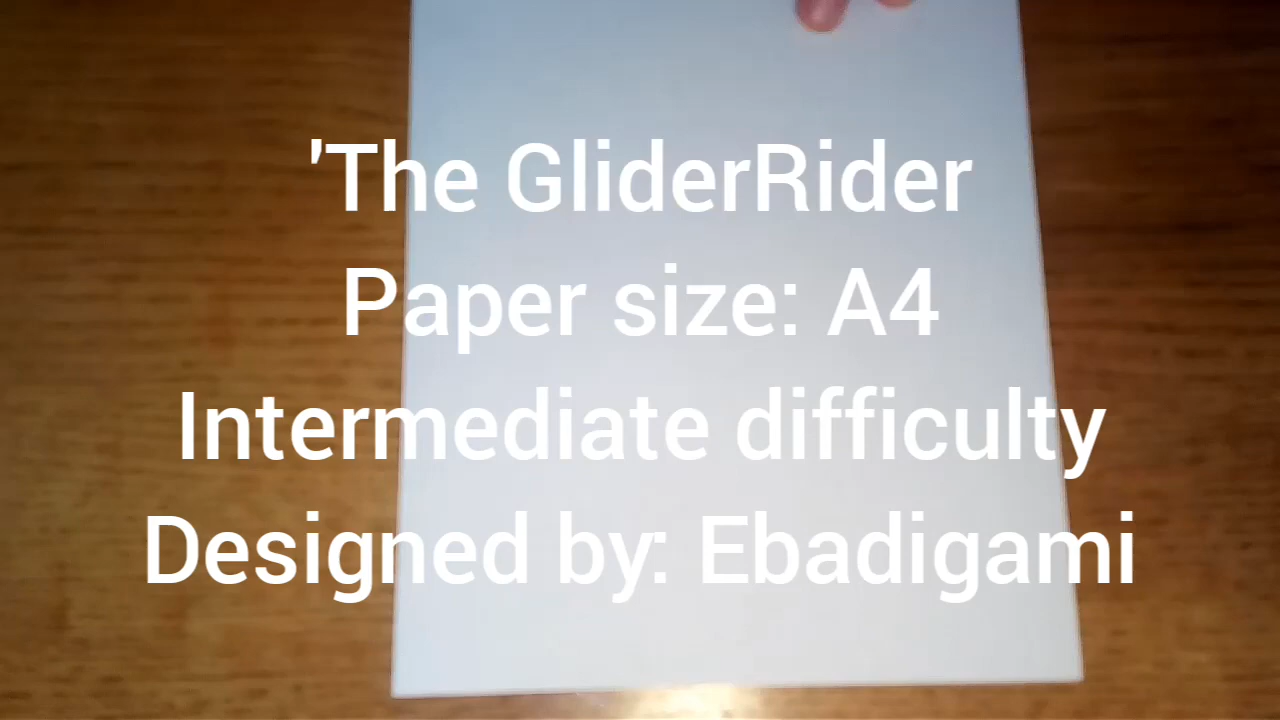 'The GliderRider
Paper size: A4
Intermediate difficulty
Designed by: Ebadigami